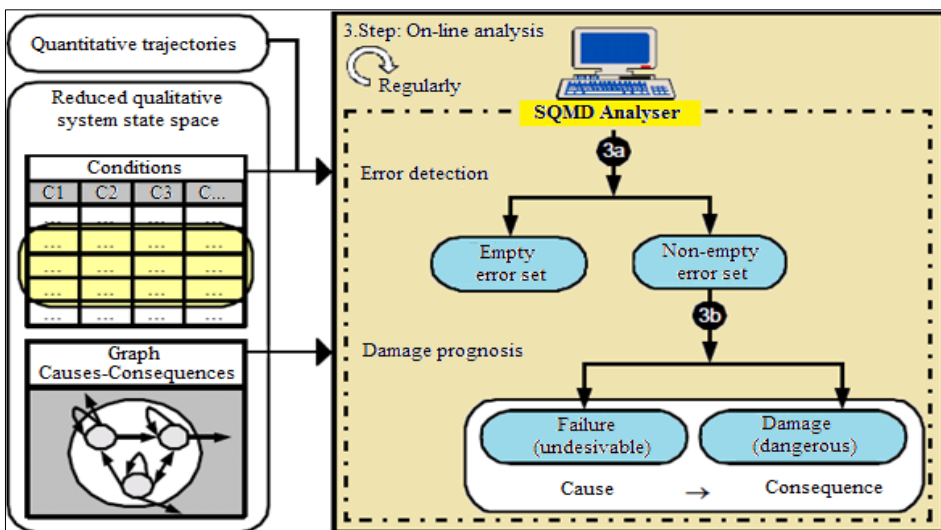 Quantitative trajectories
Reduced qualitative
system state space
Conditions
C1 C2 C3 C...
... ... ... ...
... ... ... ...
... ... ... ...
... ... ... ...
... ... ... ...
Graph
Causes-Consequences
3.Step: On-line analysis
Regularly
SQMD Analyser
3a
Error detection
Empty
error set
Non-empty
error set
3b
Damage prognosis
Failure
(undesivable)
Damage
(dangerous)
Cause → Consequence